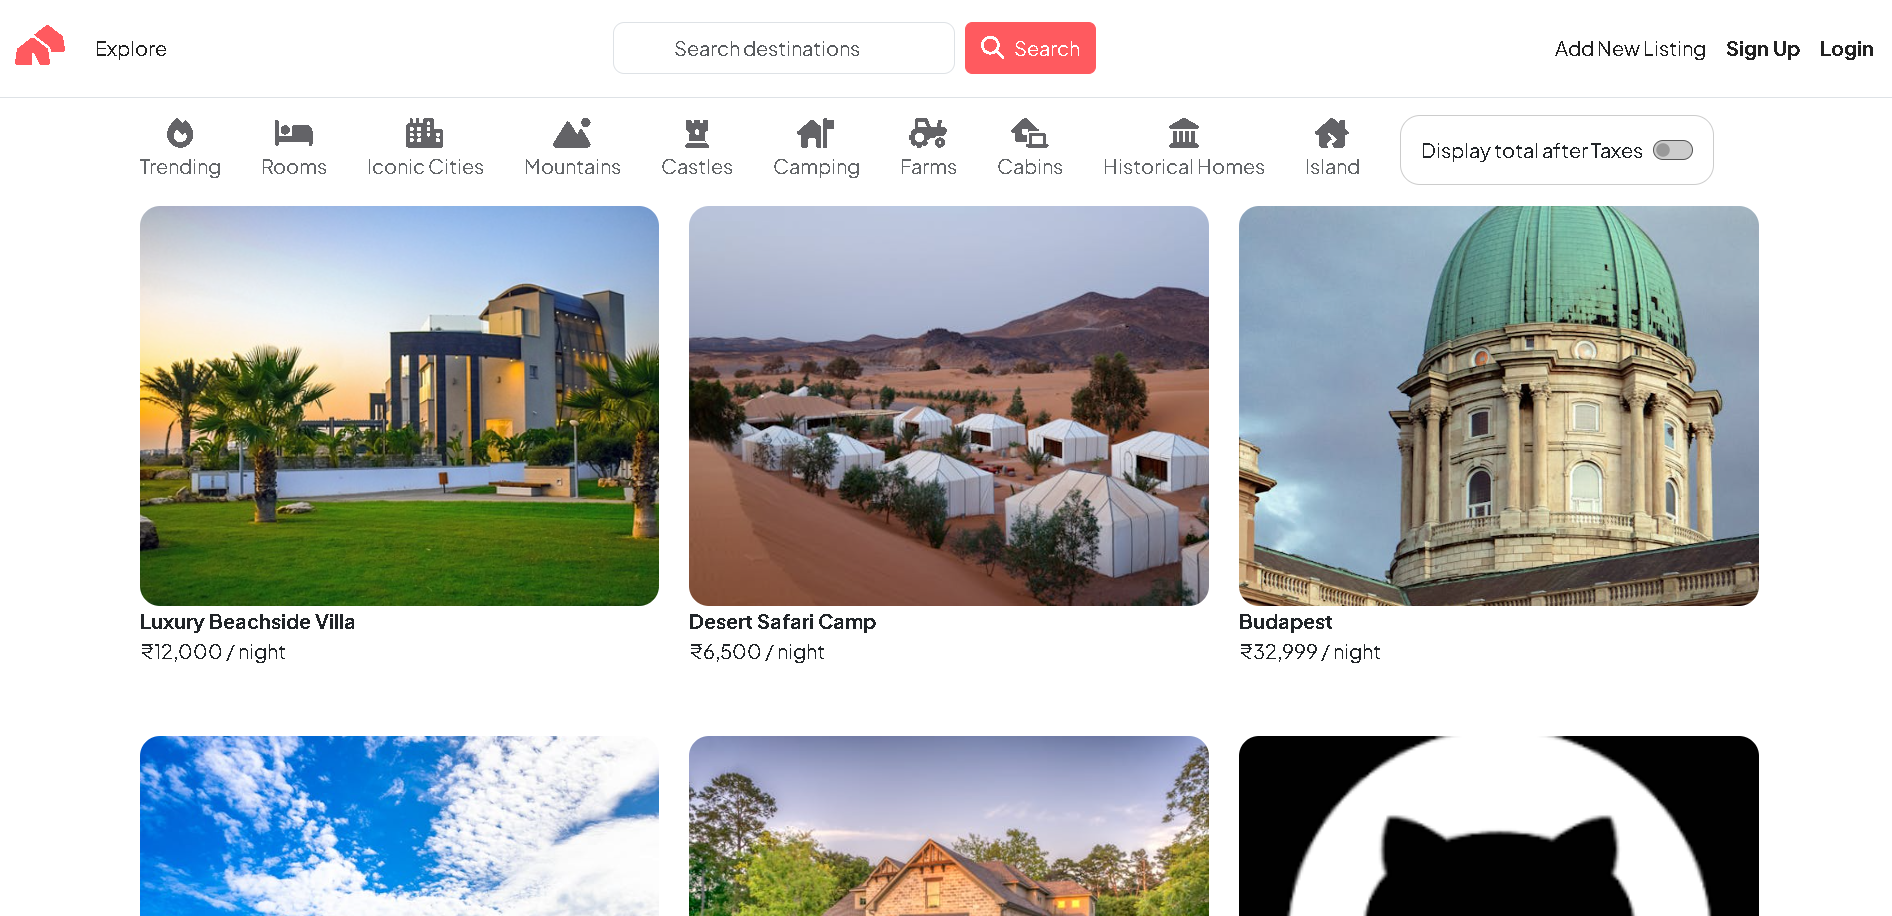 Explore
Search destinations
Search
Add New Listing
Sign Up
Login
Trending
Rooms
Iconic Cities
Mountains
Castles
Camping
Farms
Cabins
Historical Homes
Island
Display total after Taxes
Luxury Beachside Villa
₹12,000 / night
Desert Safari Camp
₹6,500 / night
Budapest
₹32,999 / night